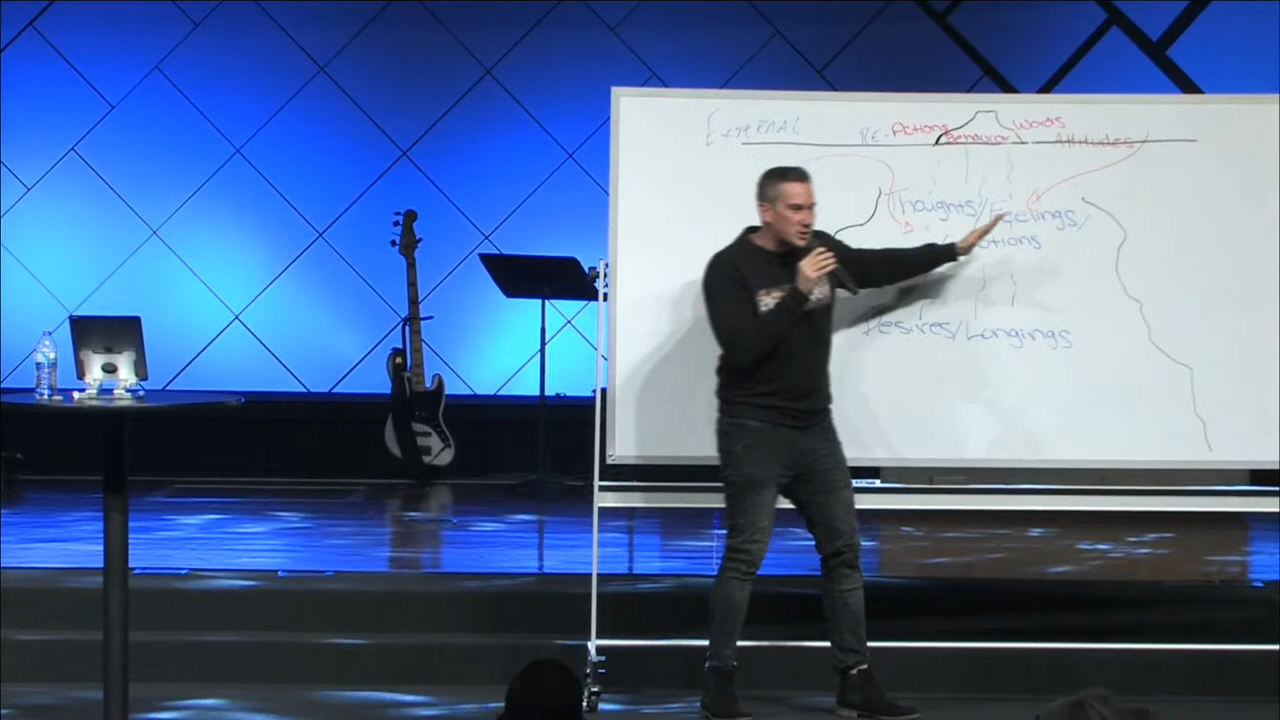 EXTERNAL RE- Actions Words
Behavior Attitudes/
Thoughts/Feelings/
Desires/Longings